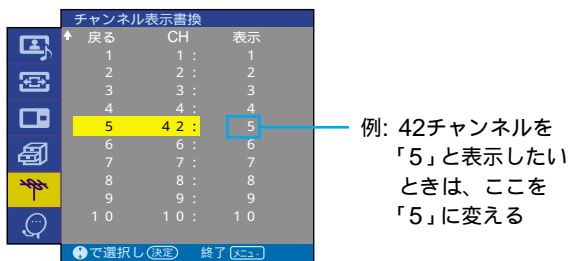 チャンネル表示書換
戻る CH 表示
1 1: 1
2 2: 2
3 3: 3
4 4: 4
5 42: 5
6 6: 6
7 7: 7
8 8: 8
9 9: 9
10 10: 10
で選択し 決定 終了 メニュー
例: 42チャンネルを
「5」と表示したい
ときは、ここを
「5」に変える